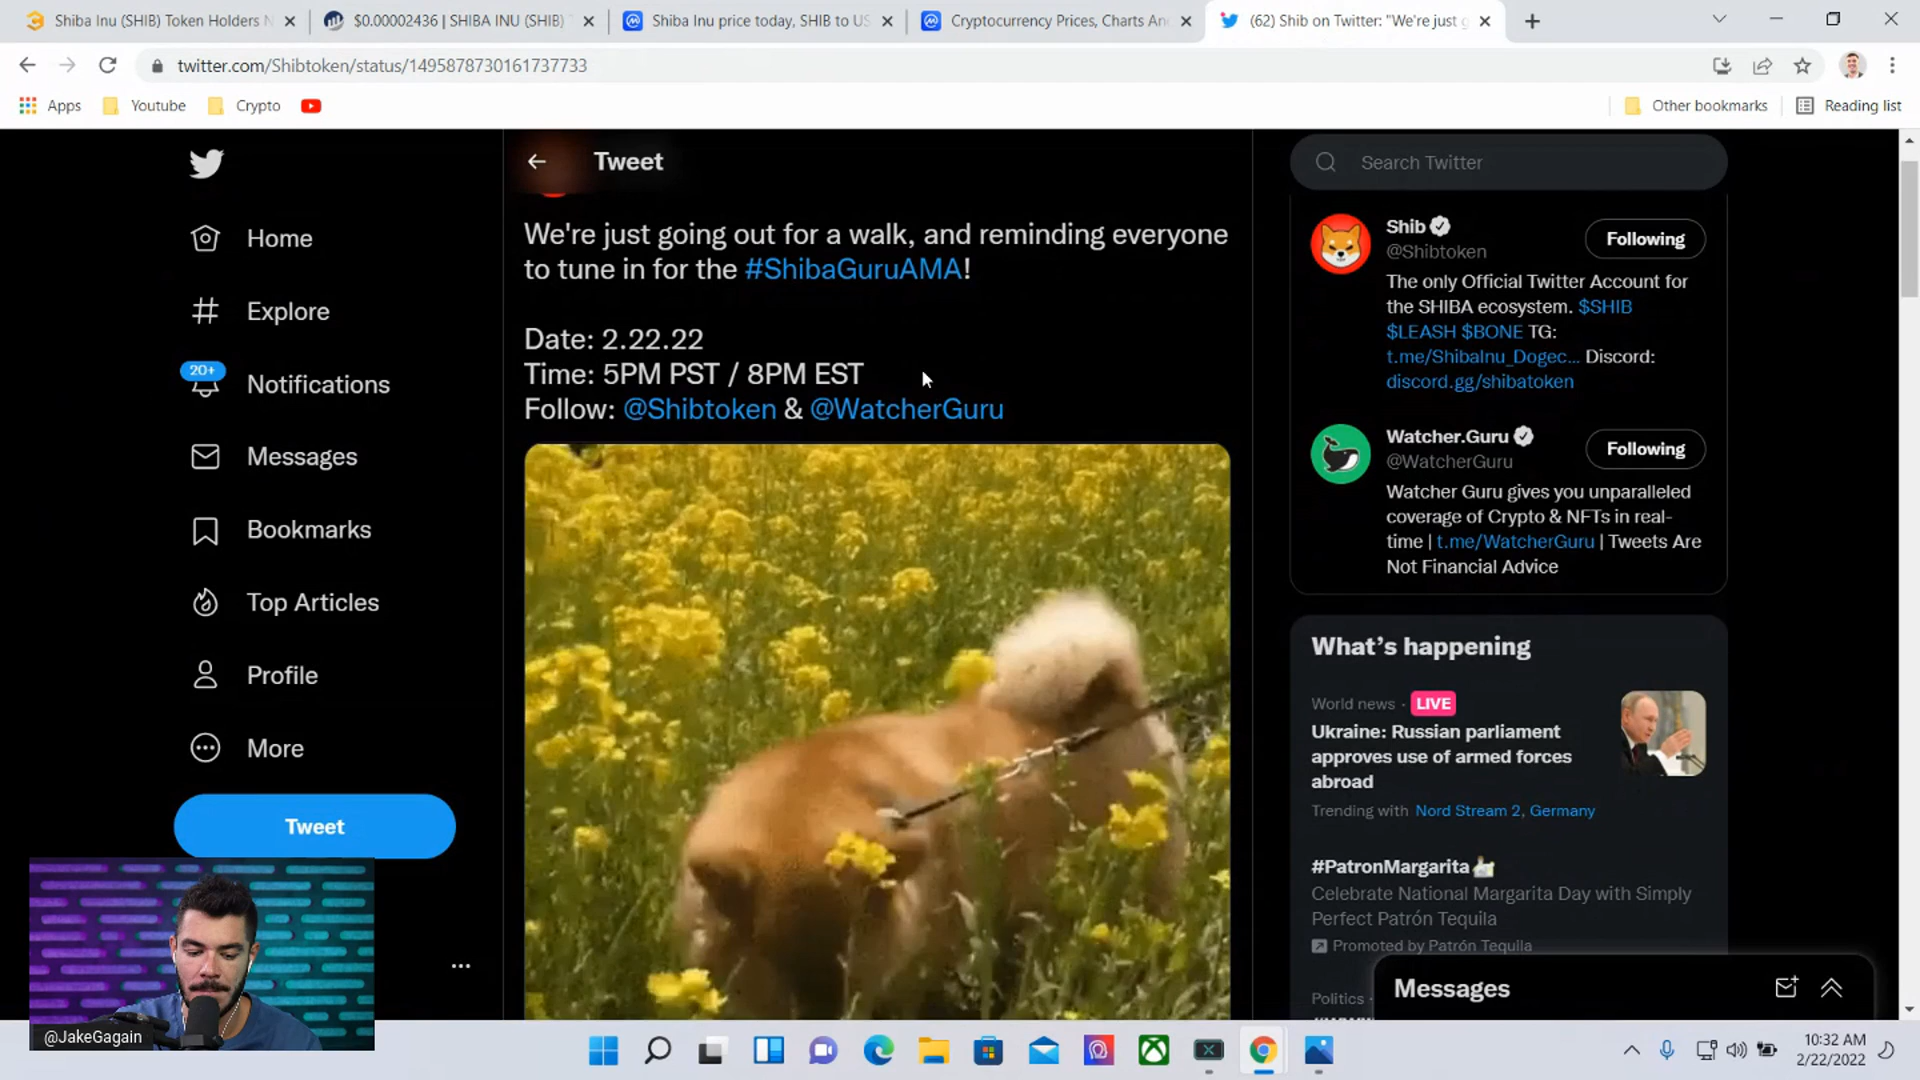 Shiba Inu (SHIB) Token Holders
$0.00002436 | SHIBA INU (SHIB)
Shiba Inu price today, SHIB to US
Cryptocurrency Prices, Charts An
(62) Shib on Twitter: "We're just g
twitter.com/Shibtoken/status/1495878730161737733
Apps
Youtube
Crypto
Other bookmarks
Reading list
Tweet
Search Twitter
Home
Explore
20+
Notifications
Messages
Bookmarks
Top Articles
Profile
More
Tweet
We're just going out for a walk, and reminding everyone
to tune in for the #ShibaGuruAMA!
Date: 2.22.22
Time: 5PM PST / 8PM EST
Follow: @Shibtoken & @WatcherGuru
Shib
@Shibtoken
Following
The only Official Twitter Account for
the SHIBA ecosystem. $SHIB
$LEASH $BONE TG:
t.me/ShibaInu_Dogec... Discord:
discord.gg/shibatoken
Watcher.Guru
@WatcherGuru
Following
Watcher Guru gives you unparalleled
coverage of Crypto & NFTs in real-
time | t.me/WatcherGuru | Tweets Are
Not Financial Advice
What's happening
World news · LIVE
Ukraine: Russian parliament
approves use of armed forces
abroad
Trending with Nord Stream 2, Germany
#PatronMargarita
Celebrate National Margarita Day with Simply
Perfect Patrón Tequila
Promoted by Patrón Tequila
Politics ·
Messages
@JakeGagain
10:32 AM
2/22/2022